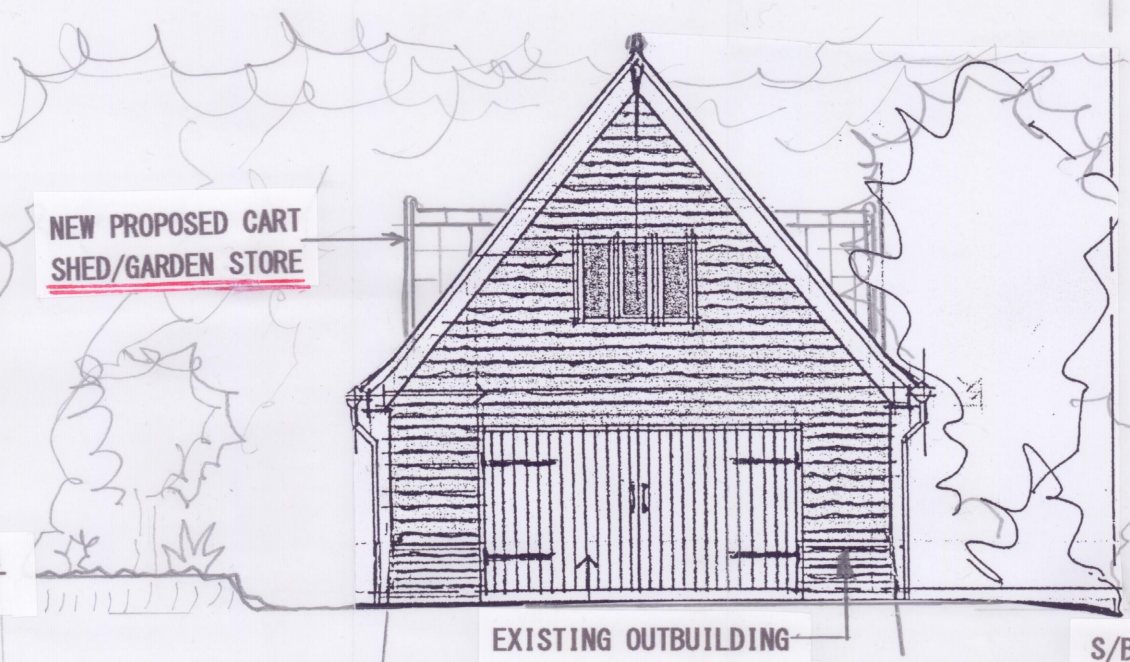 NEW PROPOSED CART
SHED/GARDEN STORE
EXISTING OUTBUILDING
S/B